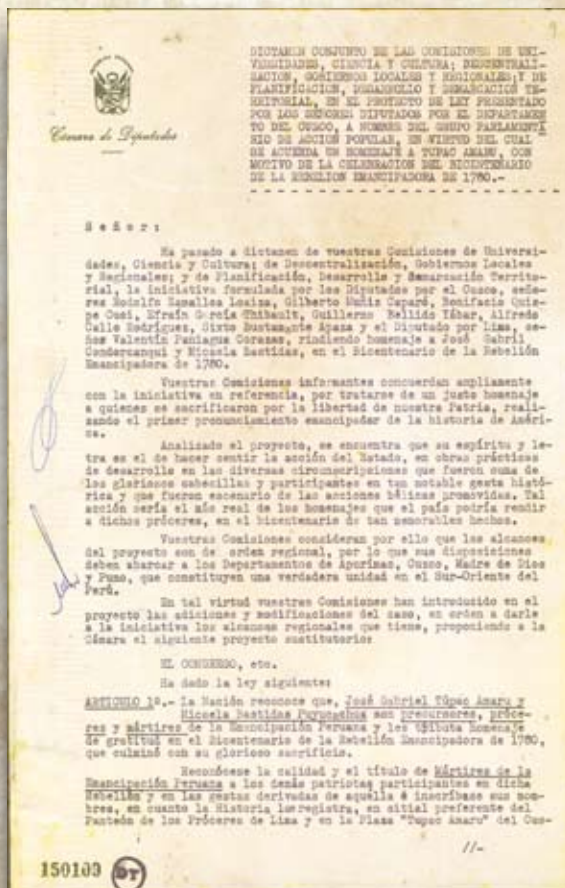 Cámara de Diputados
DICTAMEN CONJUNTO DE LAS COMISIONES DE UNI-
VERSIDADES, CIENCIA Y CULTURA; DESCENTRALI-
ZACION, GOBIERNOS LOCALES Y REGIONALES; Y DE
PLANIFICACION, DESARROLLO Y DEMARCACION TE-
RRITORIAL, EN EL PROYECTO DE LEY PRESENTADO
POR LOS SEÑORES DIPUTADOS POR EL DEPARTAMEN
TO DEL CUSCO, A NOMBRE DEL GRUPO PARLAMENTA
RIO DE ACCION POPULAR, EN VIRTUD DEL CUAL
SE ACUERDA UN HOMENAJE A TUPAC AMARU, CON
MOTIVO DE LA CELEBRACION DEL BICENTENARIO
DE LA REBELION EMANCIPADORA DE 1780.-
Señor:
Ha pasado a dictamen de vuestras Comisiones de Universi-
dades, Ciencia y Cultura; de Descentralización, Gobiernos Locales
y Regionales; y de Planificación, Desarrollo y Demarcación Territo-
rial, la iniciativa formulada por los Diputados por el Cusco, seño-
res Rodolfo Zamalloa Loaiza, Gilberto Muñiz Caparó, Bonifacio Quis-
pe Cusi, Efraín García Thibault, Guillermo Bellido Yábar, Alfredo
Calle Rodríguez, Sixto Bustamante Apaza y el Diputado por Lima, se-
ñor Valentín Paniagua Corazao, rindiendo homenaje a José Gabriel
Condorcanqui y Micaela Bastidas, en el Bicentenario de la Rebelión
Emancipadora de 1780.
Vuestras Comisiones informantes concuerdan ampliamente
con la iniciativa en referencia, por tratarse de un justo homenaje
a quienes se sacrificaron por la libertad de nuestra Patria, reali-
zando el primer pronunciamiento emancipador de la historia de Améri-
ca.
Analizado el proyecto, se encuentra que su espíritu y le-
tra es el de hacer sentir la acción del Estado, en obras prácticas
de desarrollo en las diversas circunscripciones que fueron cuna de
los gloriosos cabecillas y participantes en tan notable gesta histó-
rica y que fueron escenario de las acciones bélicas promovidas. Tal
acción sería el más real de los homenajes que el país podría rendir
a dichos próceres, en el bicentenario de tan memorables hechos.
Vuestras Comisiones consideran por ello que los alcances
del proyecto son de orden regional, por lo que sus disposiciones
deben abarcar a los Departamentos de Apurímac, Cusco, Madre de Dios
y Puno, que constituyen una verdadera unidad en el Sur-Oriente del
Perú.
En tal virtud vuestras Comisiones han introducido en el
proyecto las adiciones y modificaciones del caso, en orden a darle
a la iniciativa los alcances regionales que tiene, proponiendo a la
Cámara el siguiente proyecto sustitutorio:
EL CONGRESO, etc.
Ha dado la ley siguiente:
ARTICULO 1º.- La Nación reconoce que, José Gabriel Túpac Amaru y
Micaela Bastidas Puyucahua son precursores, próce-
res y mártires de la Emancipación Peruana y les tributa homenaje
de gratitud en el Bicentenario de la Rebelión Emancipadora de 1780,
que culminó con su glorioso sacrificio.
Reconócese la calidad y el título de Mártires de la
Emancipación Peruana a los demás patriotas participantes en dicha
Rebelión y en las gestas derivadas de aquella é inscríbase sus nom-
bres, en cuanto la Historia los registra, en sitial preferente del
Panteón de los Próceres de Lima y en la Plaza "Tupac Amaru" del Cus-
//-
150103 DT